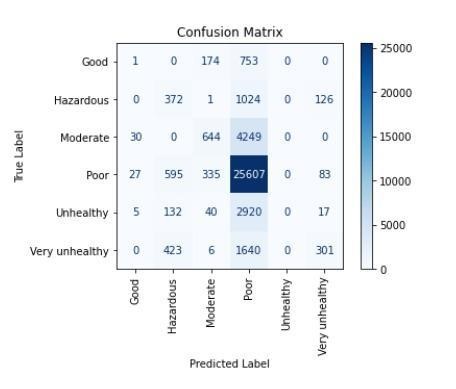 Confusion Matrix
True Label
Good 1 0 174 753 0 0
Hazardous 0 372 1 1024 0 126
Moderate 30 0 644 4249 0 0
Poor 27 595 335 25607 0 83
Unhealthy 5 132 40 2920 0 17
Very unhealthy 0 423 6 1640 0 301
Good Hazardous Moderate Poor Unhealthy Very unhealthy
Predicted Label
25000
20000
15000
10000
5000
0